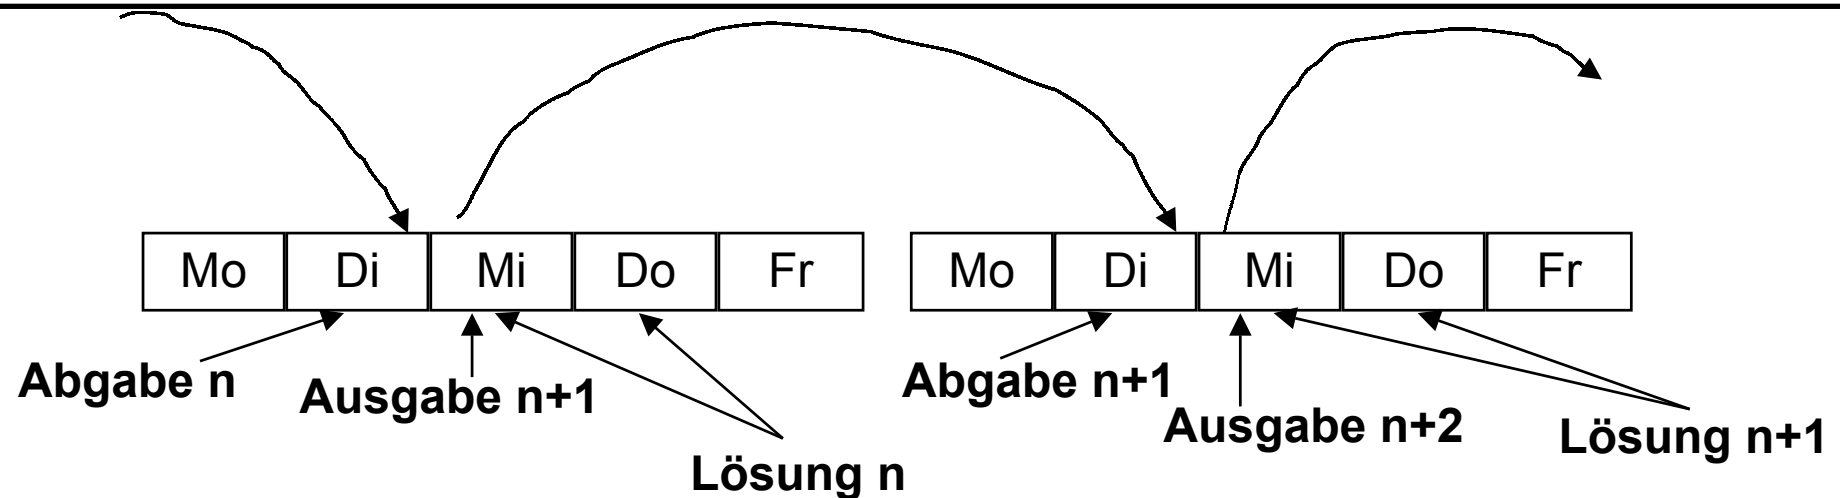 Mo Di Mi Do Fr Mo Di Mi Do Fr
Abgabe n
Ausgabe n+1
Lösung n
Abgabe n+1
Ausgabe n+2
Lösung n+1